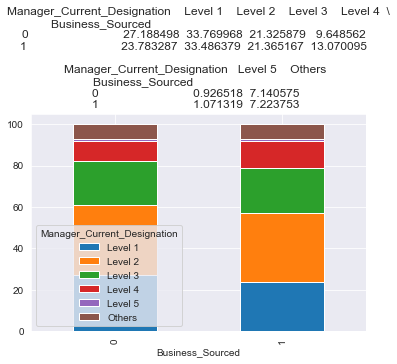 Manager_Current_Designation Level 1 Level 2 Level 3 Level 4 \
Business_Sourced
0 27.188498 33.769968 21.325879 9.648562
1 23.783287 33.486379 21.365167 13.070095
Manager_Current_Designation Level 5 Others
Business_Sourced
0 0.926518 7.140575
1 1.071319 7.223753
100
80
60
40
20
0
Manager_Current_Designation
Level 1
Level 2
Level 3
Level 4
Level 5
Others
0
1
Business_Sourced